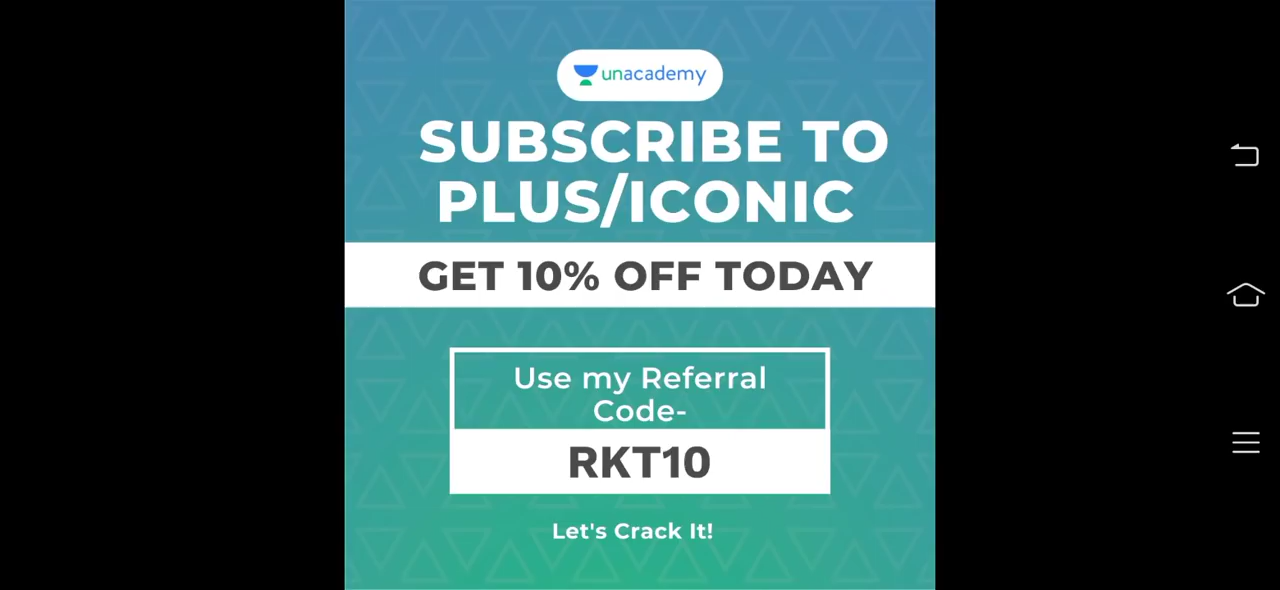 unacademy
SUBSCRIBE TO
PLUS/ICONIC
GET 10% OFF TODAY
Use my Referral
Code-
RKT10
Let's Crack It!